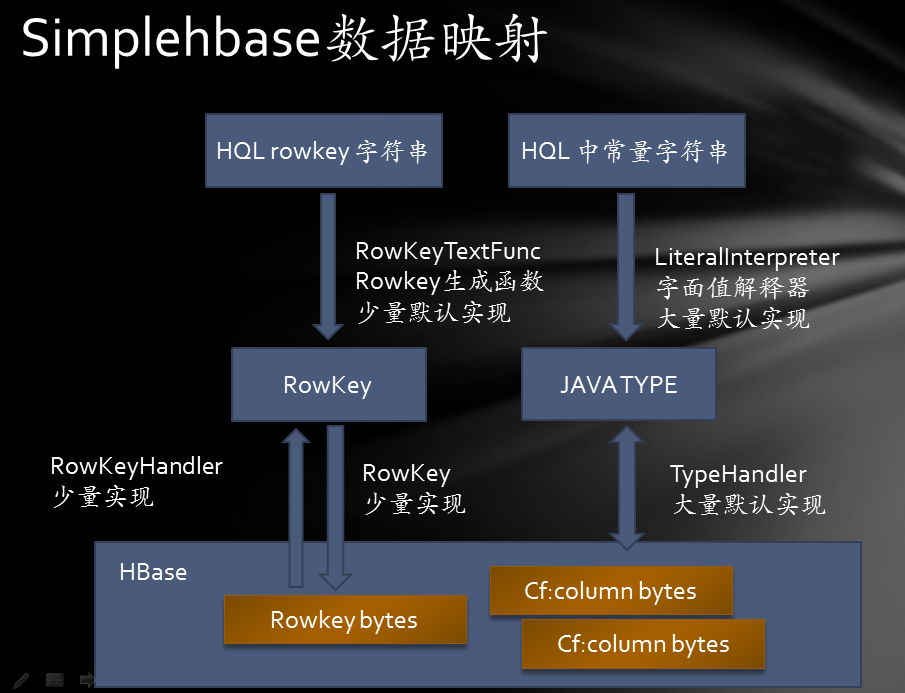 Simplehbase数据映射
HQL rowkey 字符串
HQL 中常量字符串
RowKeyTextFunc
Rowkey生成函数
少量默认实现
LiteralInterpreter
字面值解释器
大量默认实现
RowKey
JAVA TYPE
RowKeyHandler
少量实现
RowKey
少量实现
TypeHandler
大量默认实现
HBase
Rowkey bytes
Cf:column bytes
Cf:column bytes